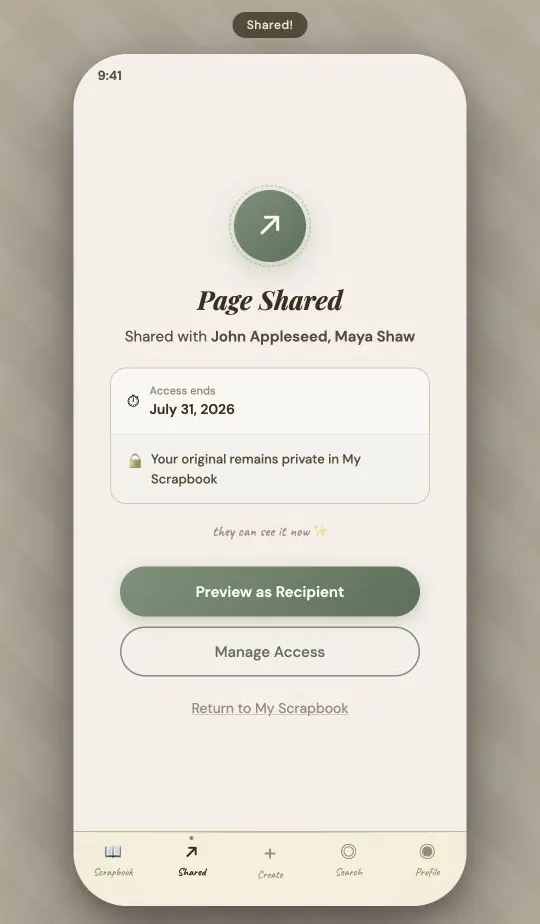 Shared!
9:41
Page Shared
Shared with John Appleseed, Maya Shaw
Access ends
July 31, 2026
Your original remains private in My
Scrapbook
they can see it now ✨
Preview as Recipient
Manage Access
Return to My Scrapbook
Scrapbook
Shared
Create
Search
Profile